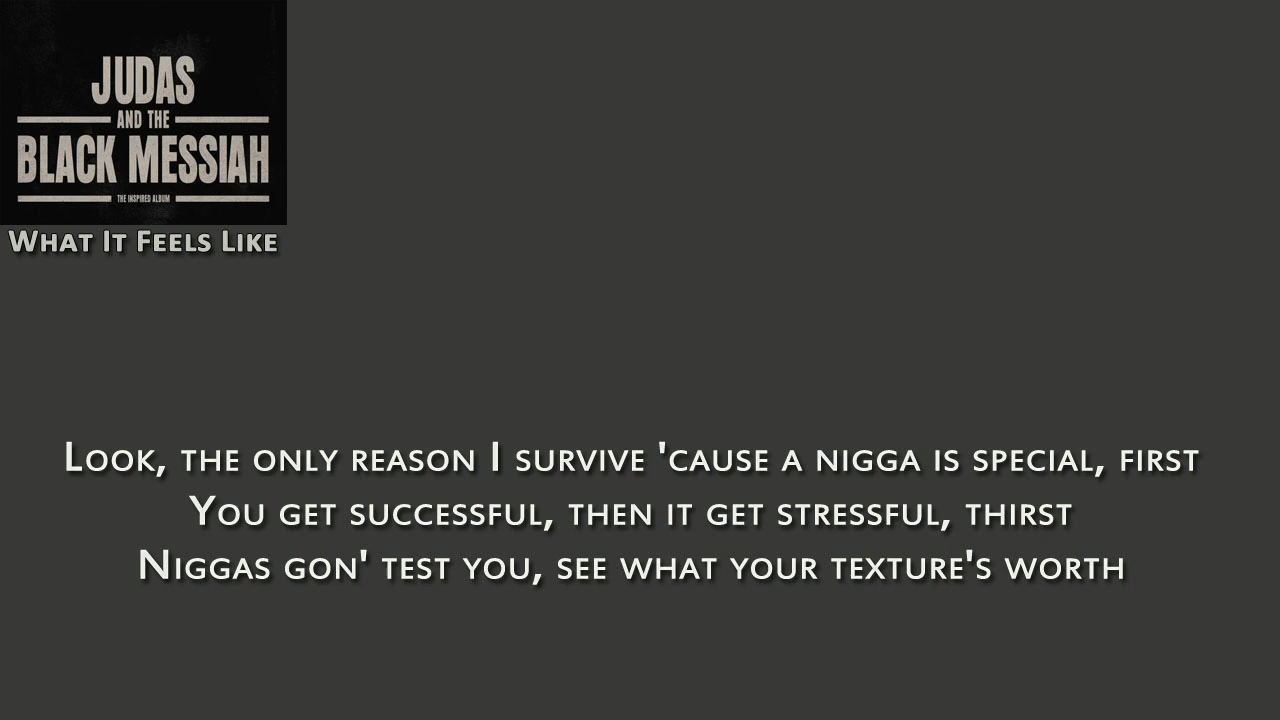 JUDAS
AND THE
BLACK MESSIAH
THE INSPIRED ALBUM
What It Feels Like
Look, the only reason I survive 'cause a nigga is special, first
You get successful, then it get stressful, thirst
Niggas gon' test you, see what your texture's worth